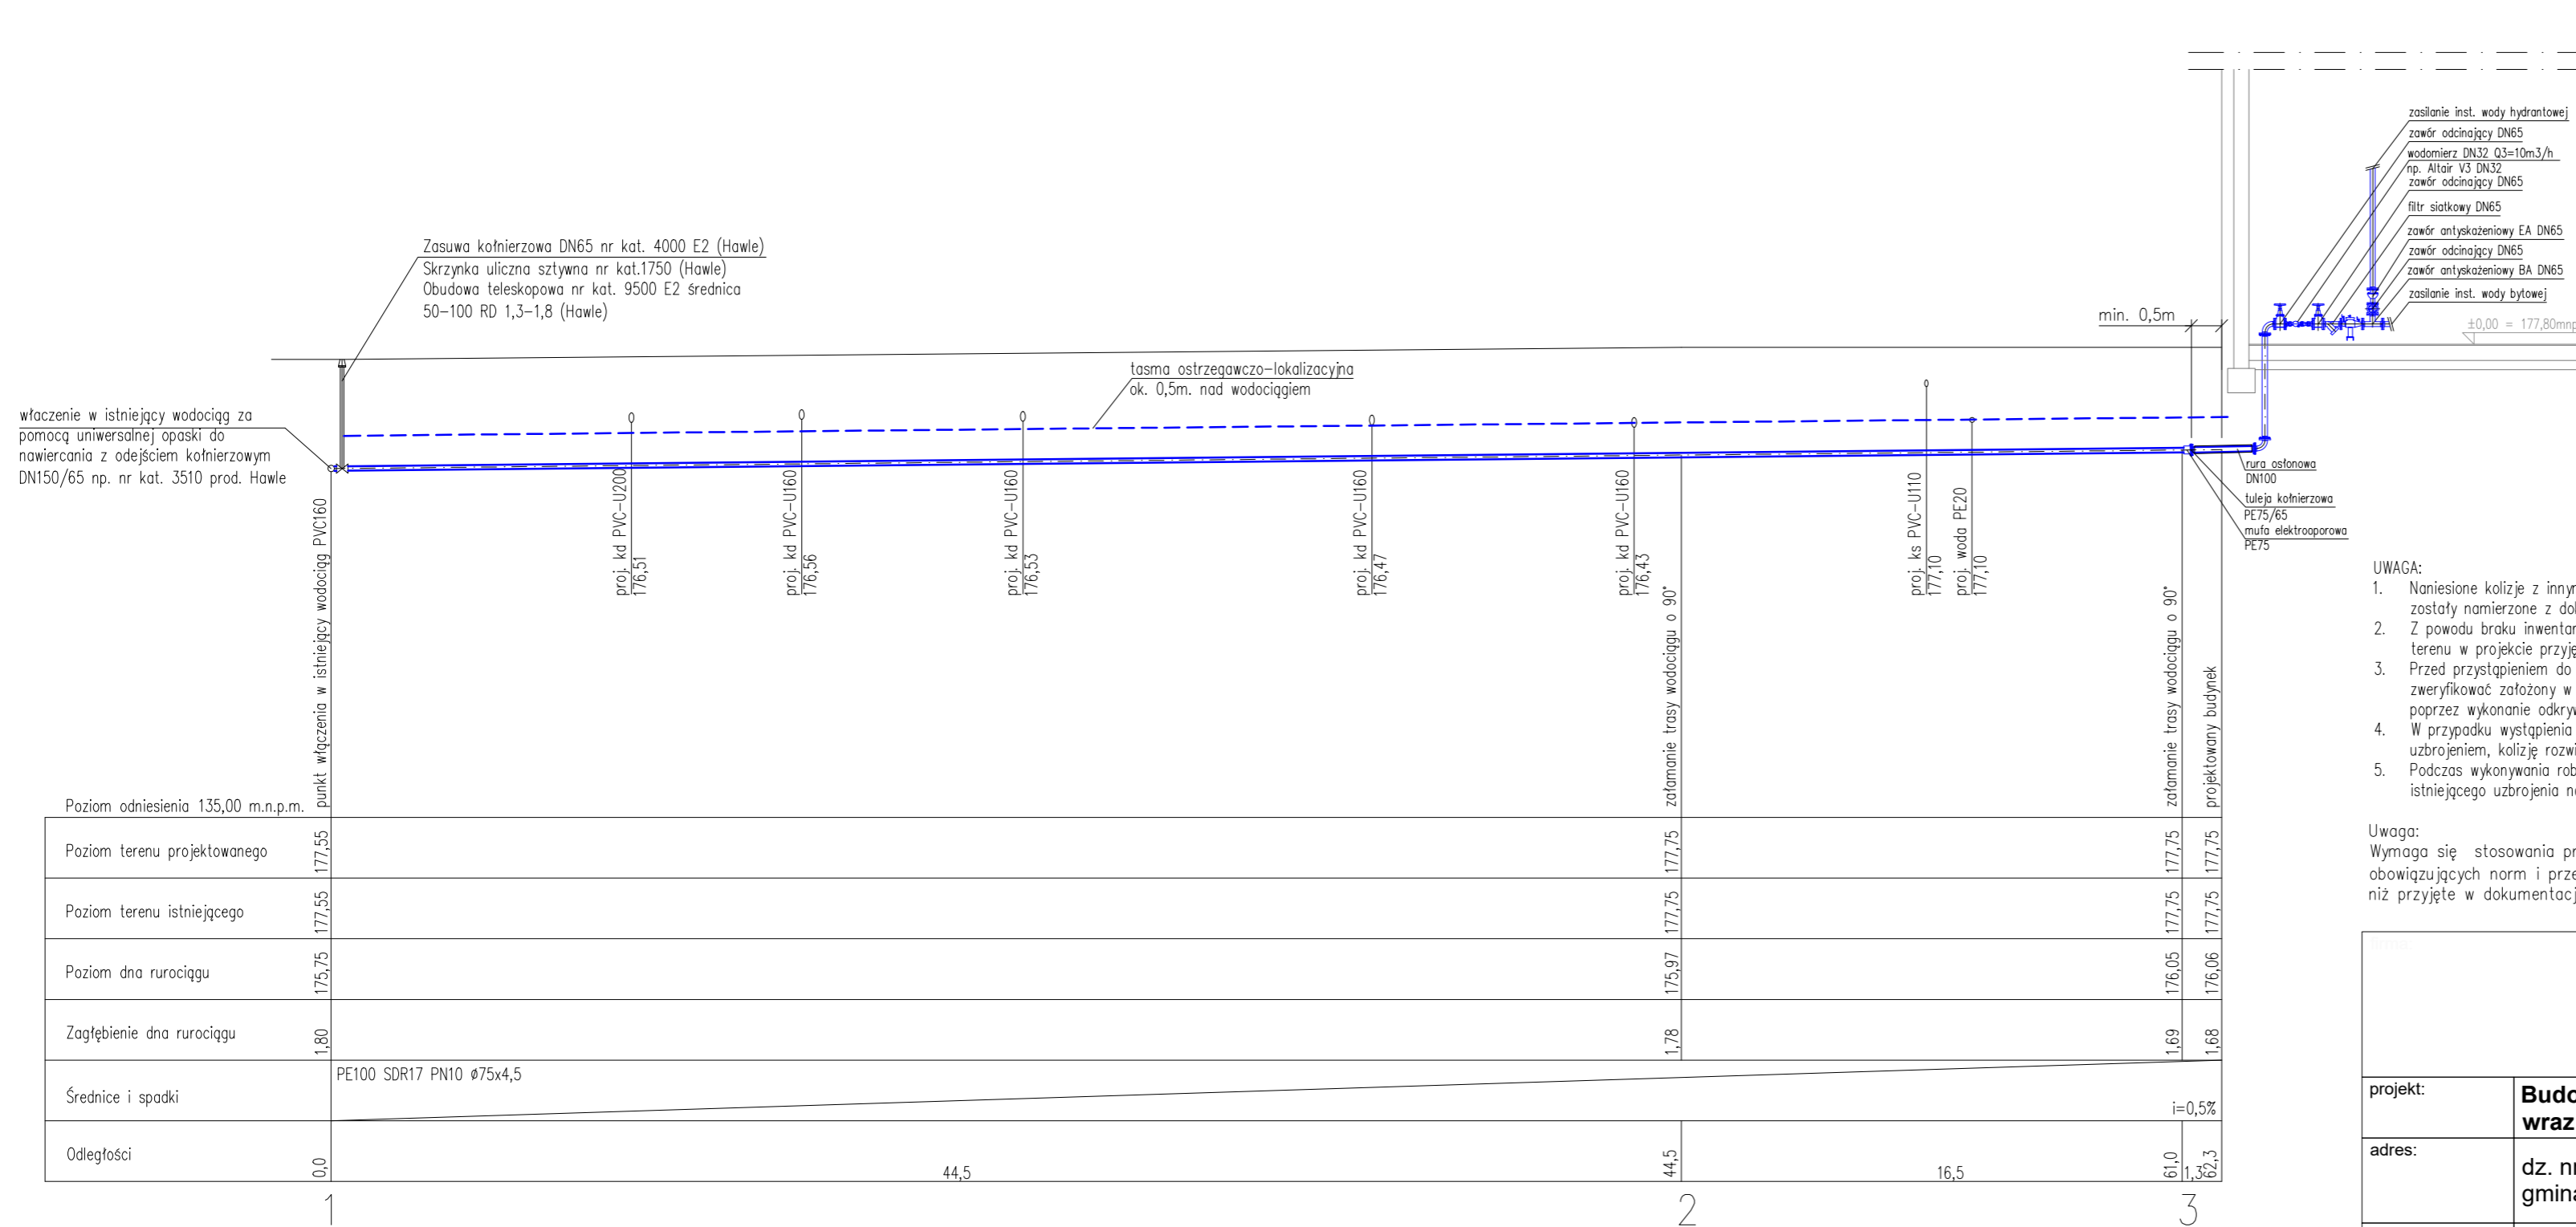 zasilanie inst. wody hydrantowej
zawór odcinający DN65
wodomierz DN32 Q3=10m3/h
np. Altair V3 DN32
zawór odcinający DN65
filtr siatkowy DN65
zawór antyskażeniowy EA DN65
zawór odcinający DN65
zawór antyskażeniowy BA DN65
zasilanie inst. wody bytowej
±0,00 = 177,80mnp
min. 0,5m
Zasuwa kołnierzowa DN65 nr kat. 4000 E2 (Hawle)
Skrzynka uliczna sztywna nr kat.1750 (Hawle)
Obudowa teleskopowa nr kat. 9500 E2 średnica
50-100 RD 1,3-1,8 (Hawle)
tasma ostrzegawczo-lokalizacyjna
ok. 0,5m. nad wodociągiem
włączenie w istniejący wodociąg za
pomocą uniwersalnej opaski do
nawiercania z odejściem kołnierzowym
DN150/65 np. nr kat. 3510 prod. Hawle
rura osłonowa
DN100
tuleja kołnierzowa
PE75/65
mufa elektrooporowa
PE75
punkt włączenia w istniejący wodociąg PVC160
proj. kd PVC-U200
176,51
proj. kd PVC-U160
176,56
proj. kd PVC-U160
176,53
proj. kd PVC-U160
176,47
proj. kd PVC-U160
176,43
załamanie trasy wodociągu o 90°
proj. ks PVC-U110
177,10
proj. woda PE20
177,10
załamanie trasy wodociągu o 90°
projektowany budynek
UWAGA:
1. Naniesione kolizje z innym
zostały namierzone z
2. Z powodu braku
terenu w projekcie
3. Przed przystąpieniem do
zweryfikować założony w
poprzez wykonanie
4. W przypadku wystąpienia
uzbrojeniem, kolizję
5. Podczas wykonywania
istniejącego uzbrojenia
Uwaga:
Wymaga się stosowania
obowiązujących norm i
niż przyjęte w
Poziom odniesienia 135,00 m.n.p.m.
Poziom terenu projektowanego 177,55 177,75 177,75 177,75
Poziom terenu istniejącego 177,55 177,75 177,75 177,75
Poziom dna rurociągu 175,75 175,97 176,05 176,06
Zagłębienie dna rurociągu 1,80 1,78 1,69 1,68
PE100 SDR17 PN10 ø75x4,5
Średnice i spadki
i=0,5%
Odległości 0,0 44,5 44,5 16,5 61,0 1,3 62,3
1 2 3
projekt:
wraz
adres:
dz.